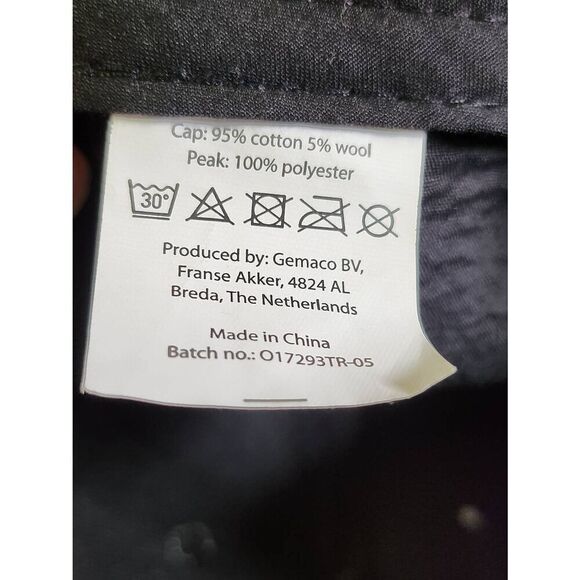 Cap: 95% cotton 5% wool
Peak: 100% polyester
30°
Produced by: Gemaco BV,
Franse Akker, 4824 AL
Breda, The Netherlands
Made in China
Batch no.: O17293TR-05